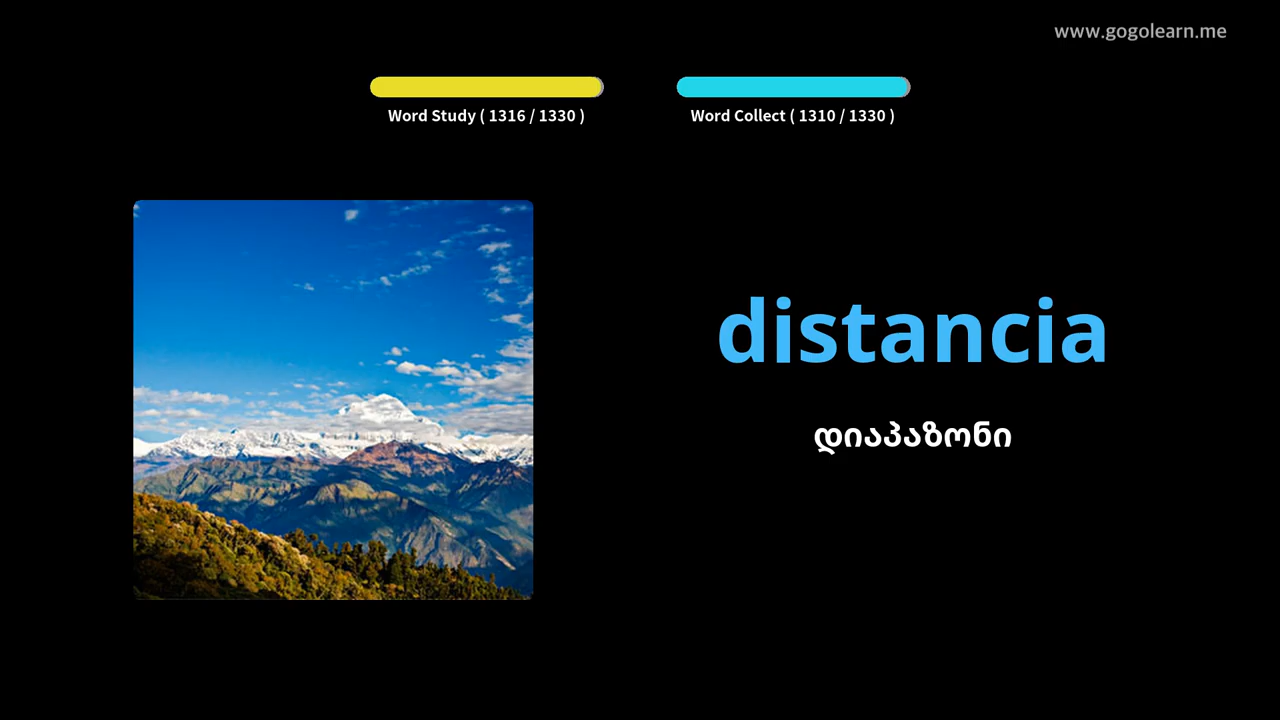 www.gogolearn.me
Word Study ( 1316 / 1330 )
Word Collect ( 1310 / 1330 )
distancia
დიაპაზონი